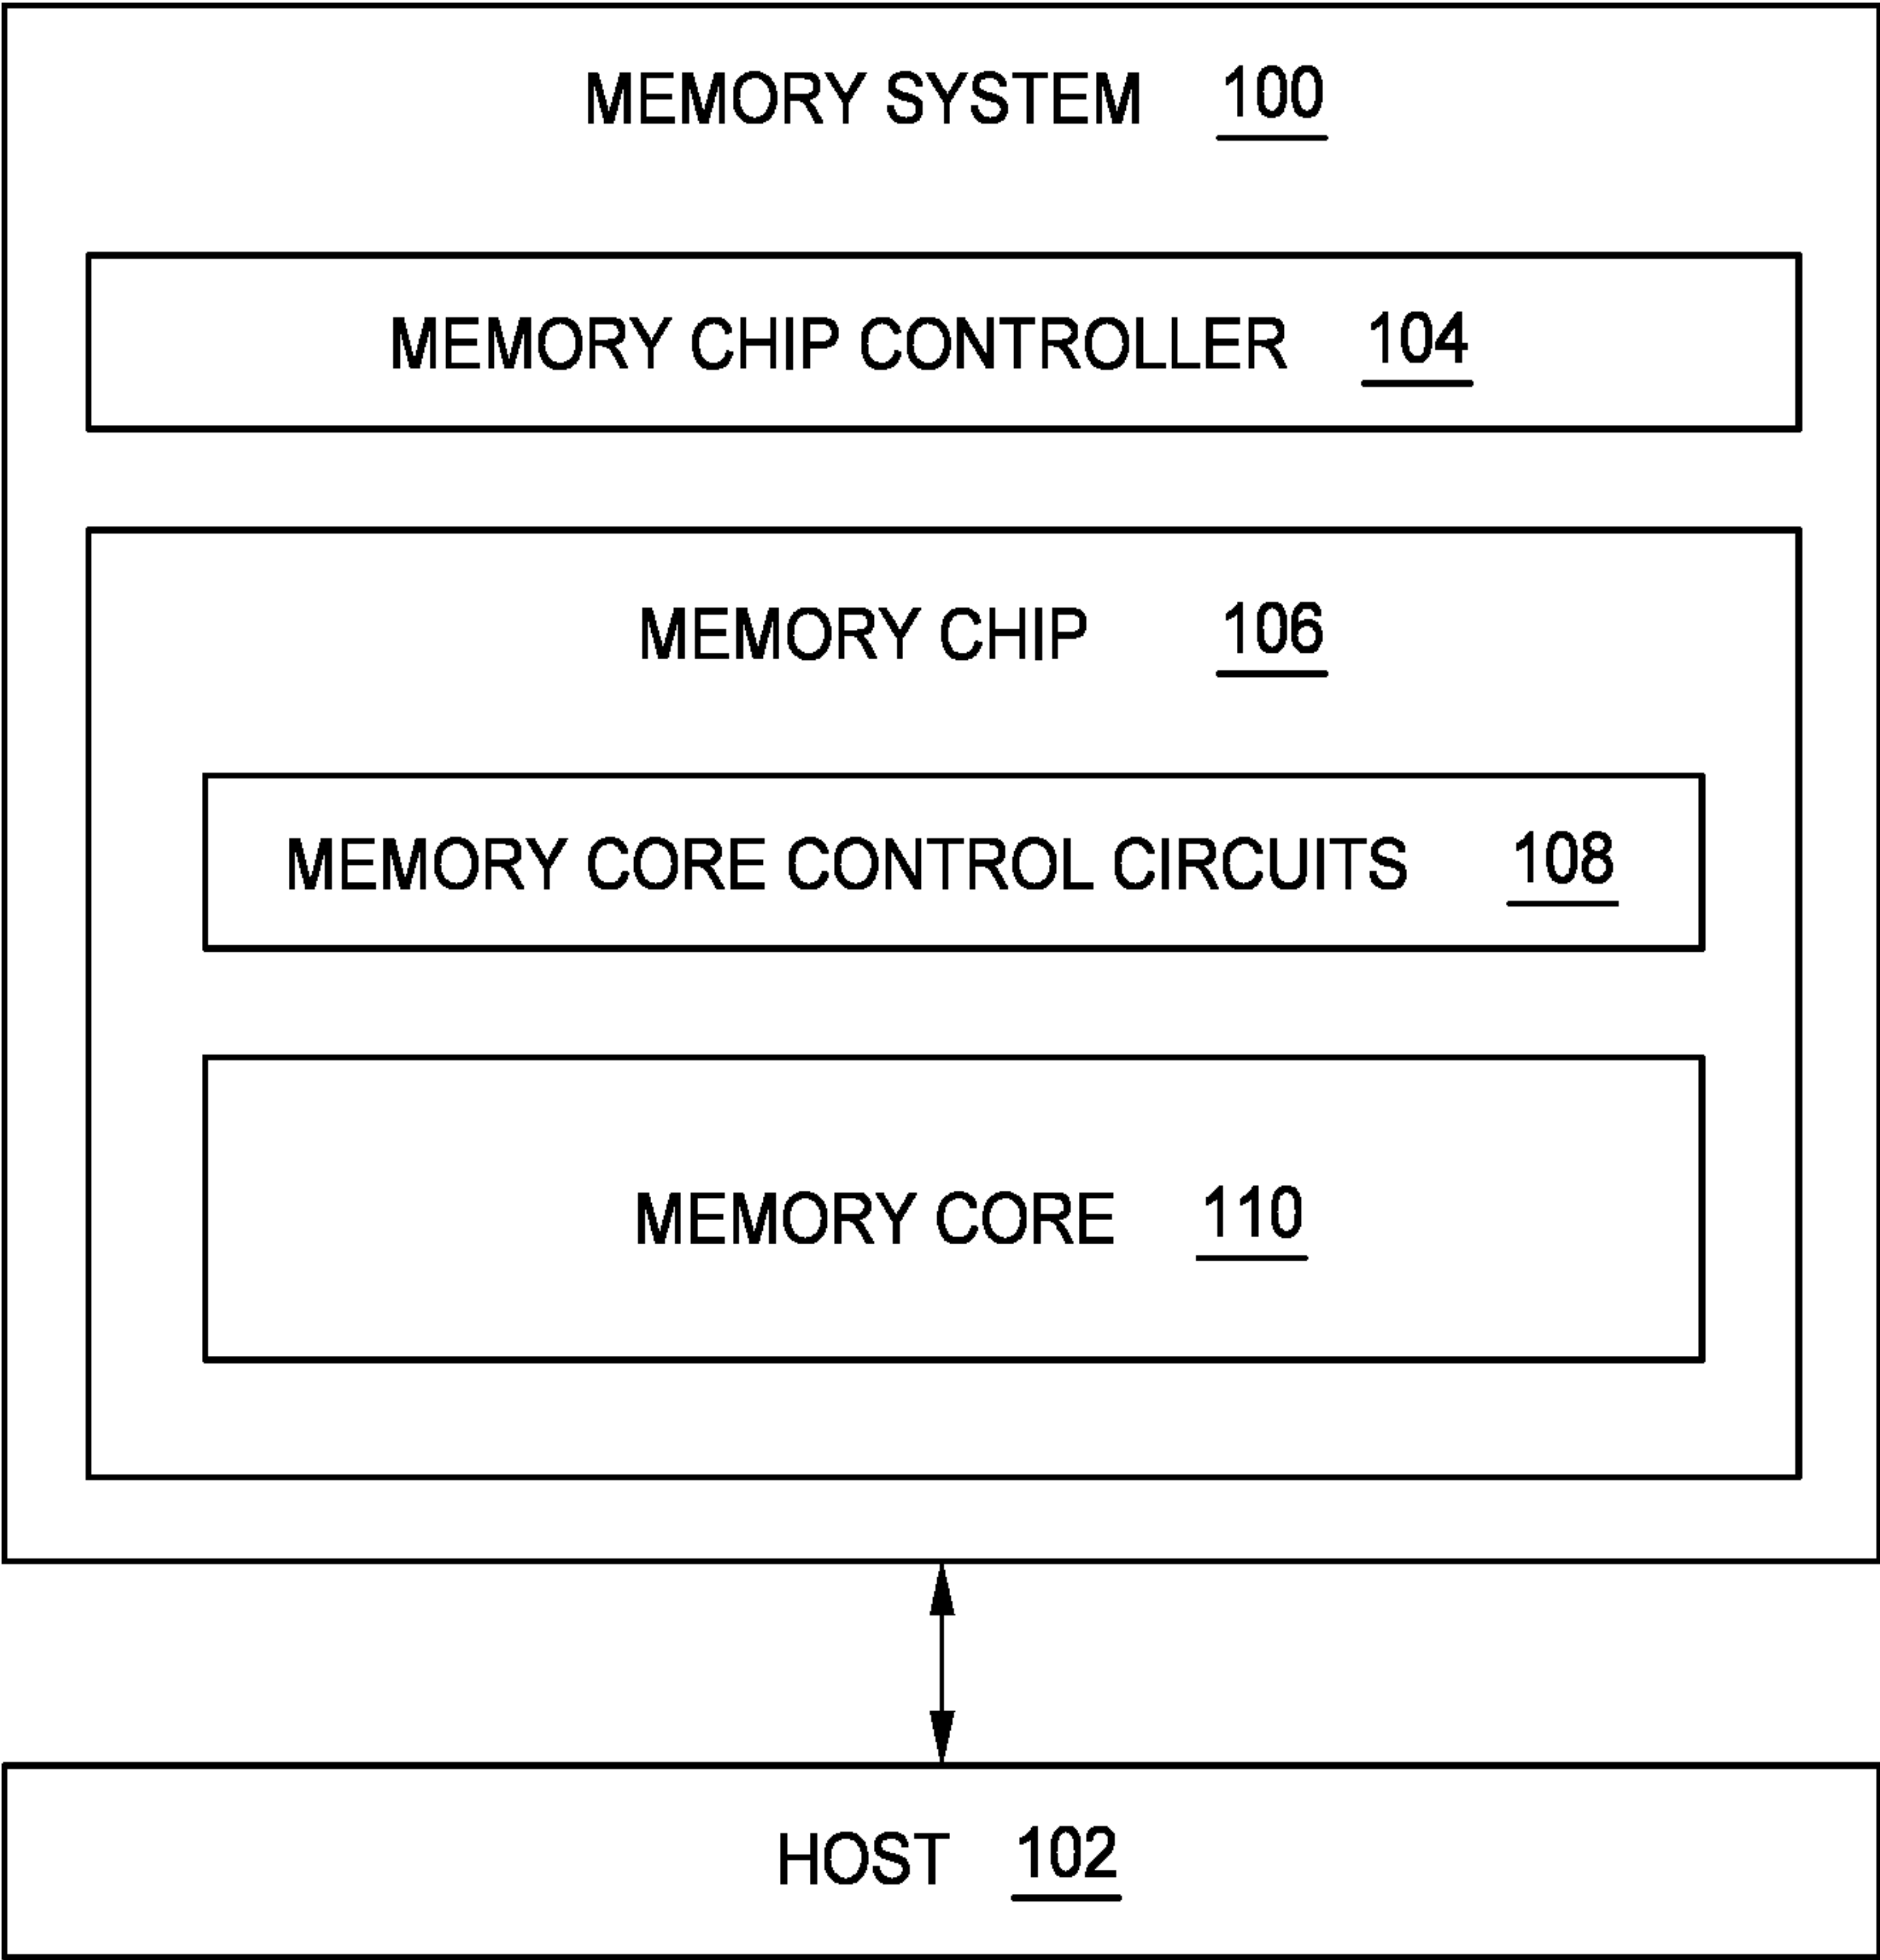 MEMORY SYSTEM 100
MEMORY CHIP CONTROLLER 104
MEMORY CHIP 106
MEMORY CORE CONTROL CIRCUITS 108
MEMORY CORE 110
HOST 102